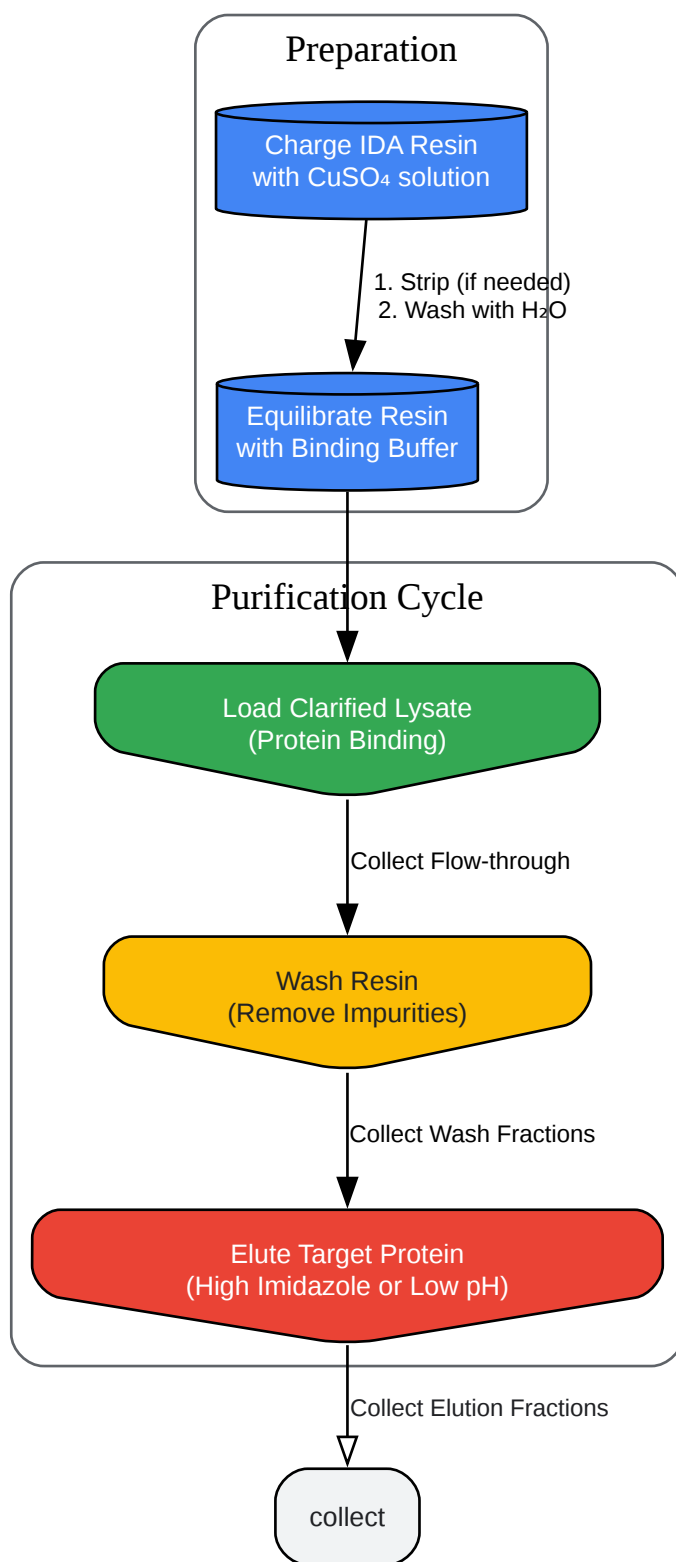 Preparation
Charge IDA Resin
with CuSO₄ solution
1. Strip (if needed)
2. Wash with H₂O
Equilibrate Resin
with Binding Buffer
Purification Cycle
Load Clarified Lysate
(Protein Binding)
Collect Flow-through
Wash Resin
(Remove Impurities)
Collect Wash Fractions
Elute Target Protein
(High Imidazole or Low pH)
Collect Elution Fractions
collect